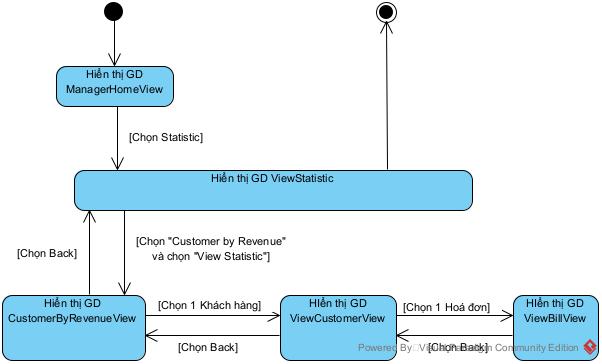 Hiển thị GD
ManagerHomeView
[Chọn Statistic]
Hiển thị GD ViewStatistic
[Chọn Back]
[Chọn "Customer by Revenue"
và chọn "View Statistic"]
Hiển thị GD
CustomerByRevenueView
[Chọn 1 Khách hàng]
[Chọn Back]
HIển thị GD
ViewCustomerView
[Chọn 1 Hoá đơn]
[Chọn Back]
HIển thị GD
ViewBillView
Powered By Visual Paradigm Community Edition